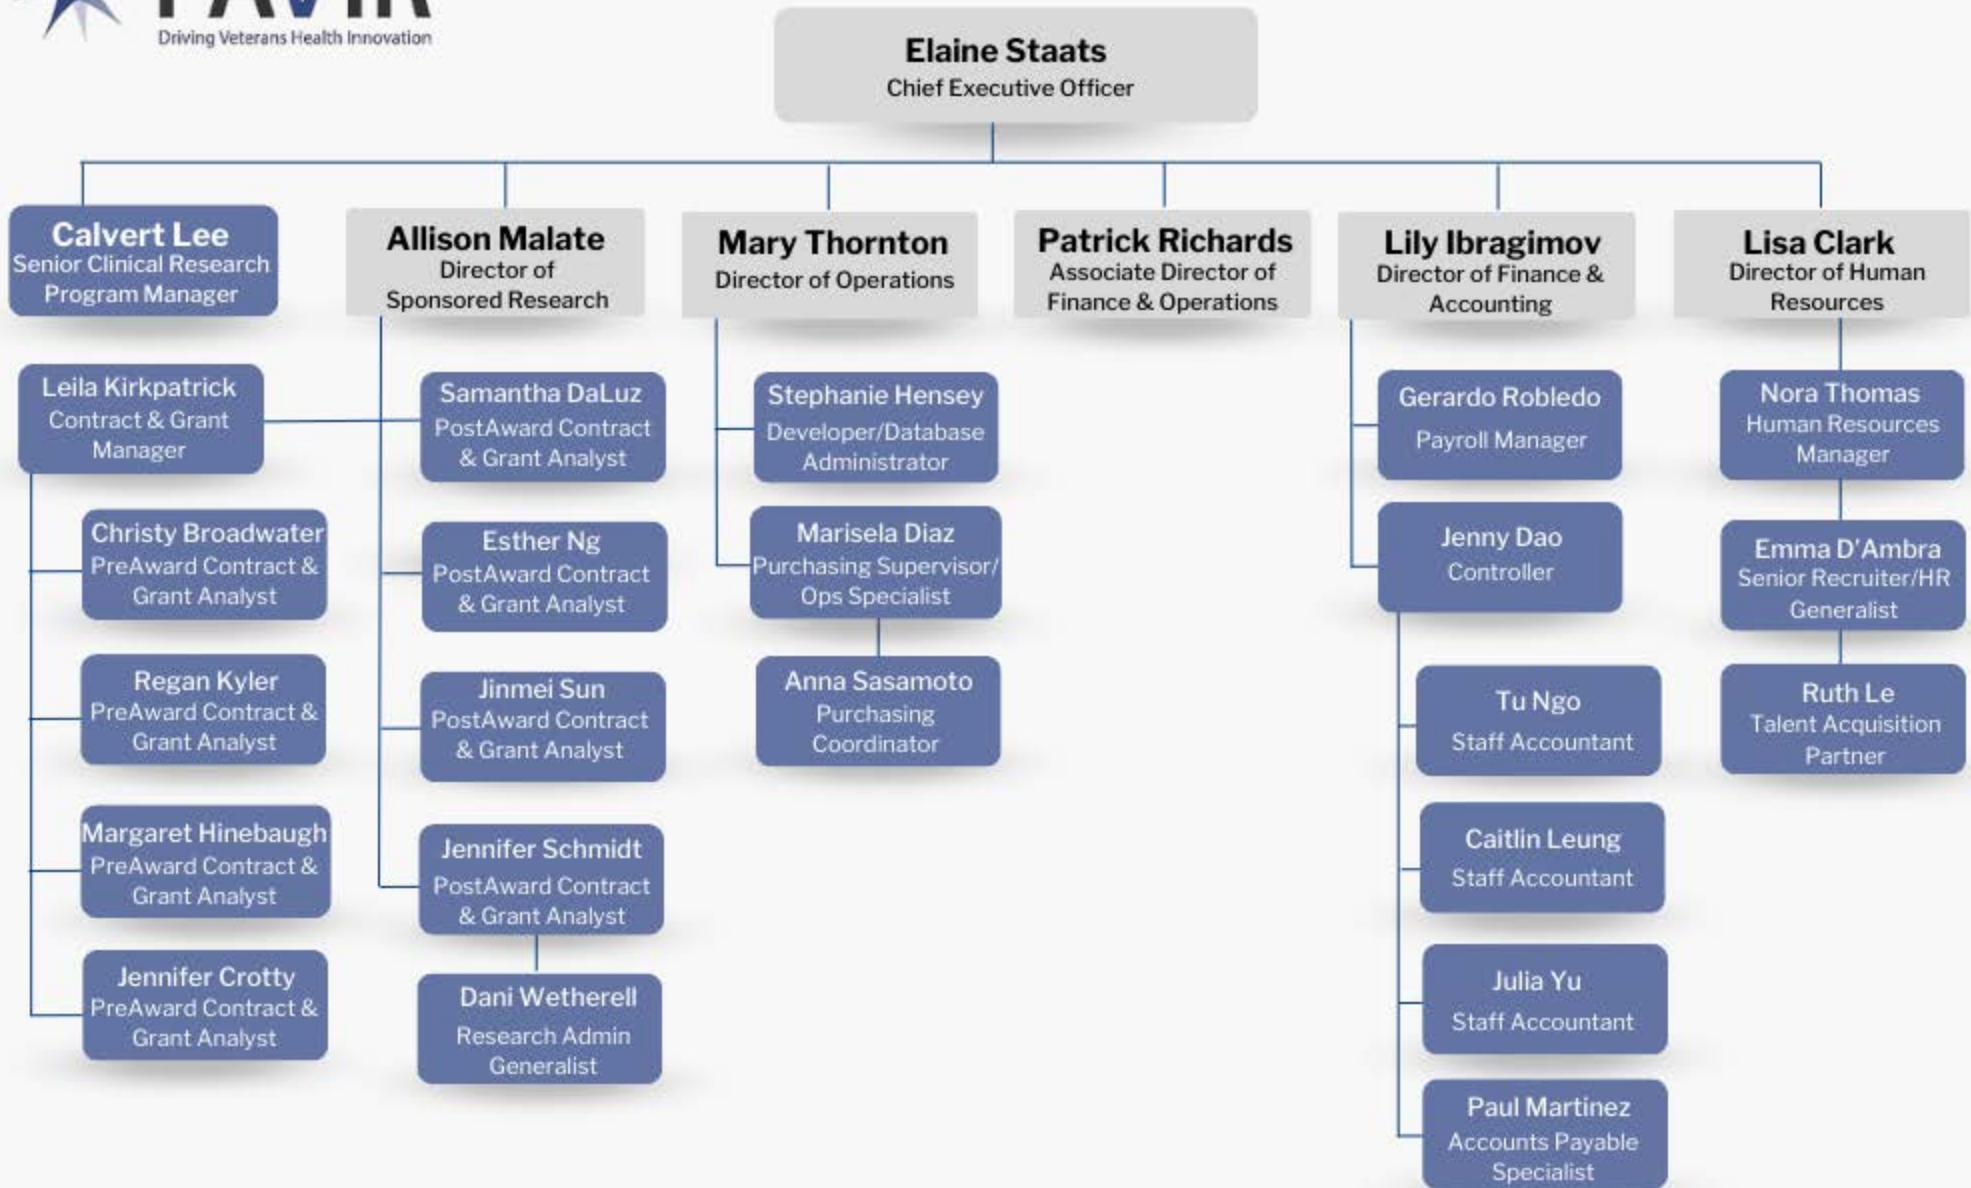 Driving Veterans Health Innovation
Elaine Staats
Chief Executive Officer
Calvert Lee
Senior Clinical Research
Program Manager
Allison Malate
Director of
Sponsored Research
Mary Thornton
Director of Operations
Patrick Richards
Associate Director of
Finance & Operations
Lily Ibragimov
Director of Finance &
Accounting
Lisa Clark
Director of Human
Resources
Leila Kirkpatrick
Contract & Grant
Manager
Christy Broadwater
PreAward Contract &
Grant Analyst
Regan Kyler
PreAward Contract &
Grant Analyst
Margaret Hinebaugh
PreAward Contract &
Grant Analyst
Jennifer Crotty
PreAward Contract &
Grant Analyst
Samantha DaLuz
PostAward Contract
& Grant Analyst
Esther Ng
PostAward Contract
& Grant Analyst
Jinmei Sun
PostAward Contract
& Grant Analyst
Jennifer Schmidt
PostAward Contract
& Grant Analyst
Dani Wetherell
Research Admin
Generalist
Stephanie Hensey
Developer/Database
Administrator
Marisela Diaz
Purchasing Supervisor/
Ops Specialist
Anna Sasamoto
Purchasing
Coordinator
Gerardo Robledo
Payroll Manager
Jenny Dao
Controller
Tu Ngo
Staff Accountant
Caitlin Leung
Staff Accountant
Julia Yu
Staff Accountant
Paul Martinez
Accounts Payable
Specialist
Nora Thomas
Human Resources
Manager
Emma D'Ambra
Senior Recruiter/HR
Generalist
Ruth Le
Talent Acquisition
Partner